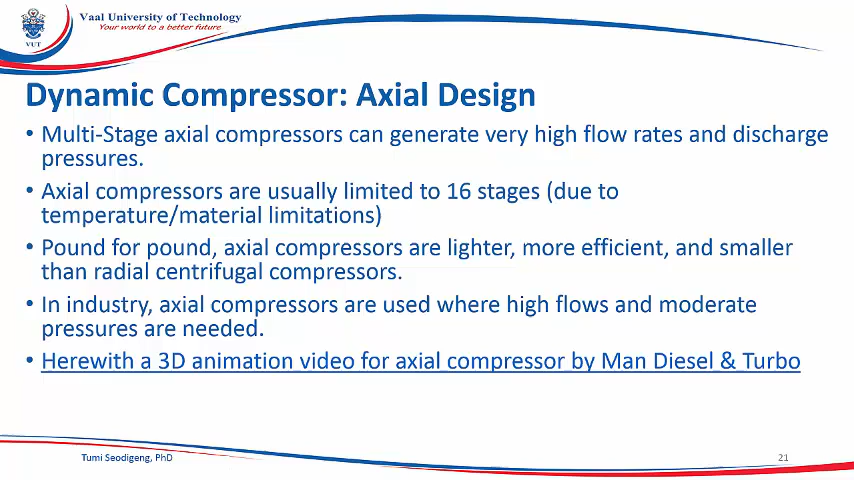 Vaal University of Technology
Your world to a better future
VUT
Dynamic Compressor: Axial Design
• Multi-Stage axial compressors can generate very high flow rates and discharge
pressures.
• Axial compressors are usually limited to 16 stages (due to
temperature/material limitations)
• Pound for pound, axial compressors are lighter, more efficient, and smaller
than radial centrifugal compressors.
• In industry, axial compressors are used where high flows and moderate
pressures are needed.
• Herewith a 3D animation video for axial compressor by Man Diesel & Turbo
Tumi Seodigeng, PhD
21